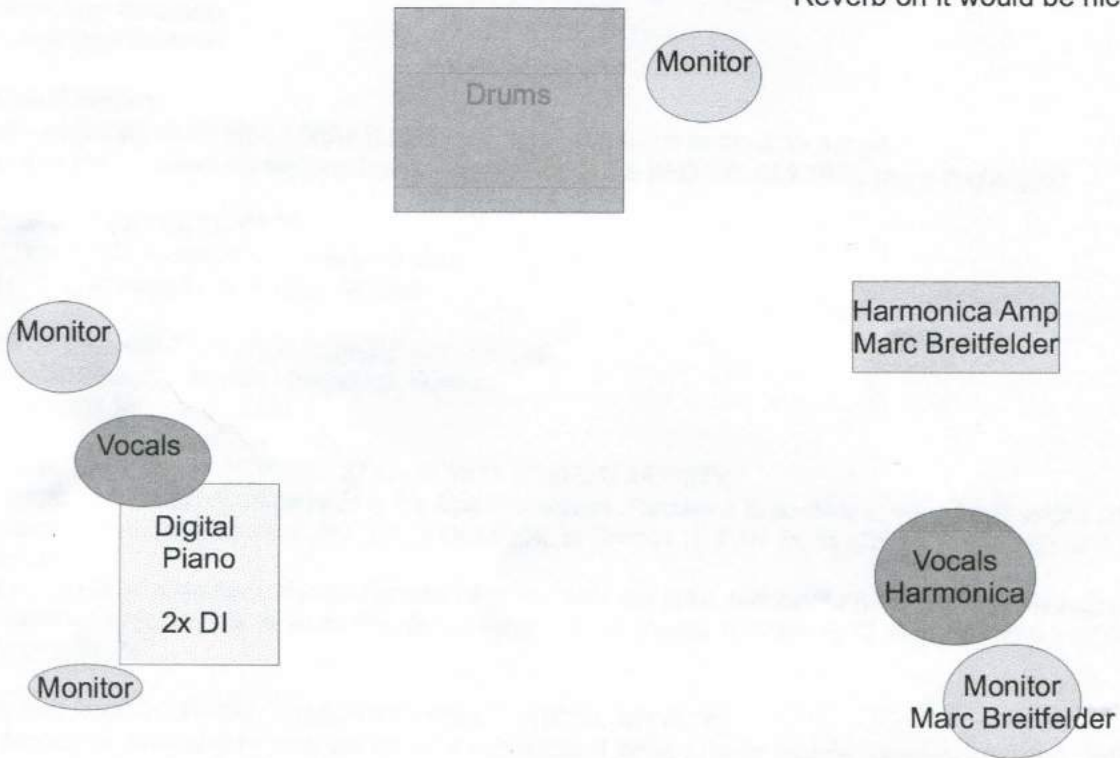 Reverb on it would be
Monitor
Drums
Harmonica Amp
Marc Breitfelder
Monitor
Vocals
Digital
Piano
2x DI
Vocals
Harmonica
Monitor
Monitor
Marc Breitfelder